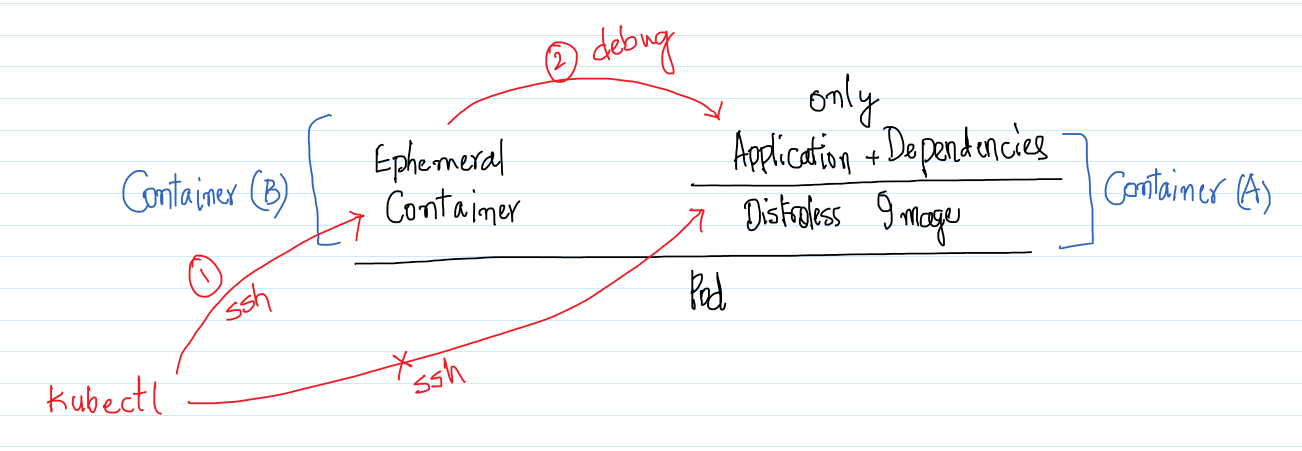 ② debug
only
Application + Dependencies
Ephemeral
Container
Container (B)
Distroless Image
Container (A)
Pod
①
ssh
ssh
Kubectl